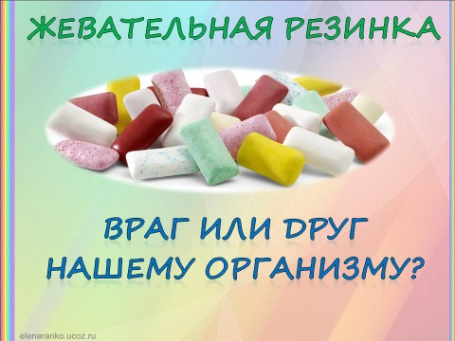 ЖЕВАТЕЛЬНАЯ РЕЗИНКА
ВРАГ ИЛИ ДРУГ
НАШЕМУ ОРГАНИЗМУ?
elenaranko.ucoz.ru